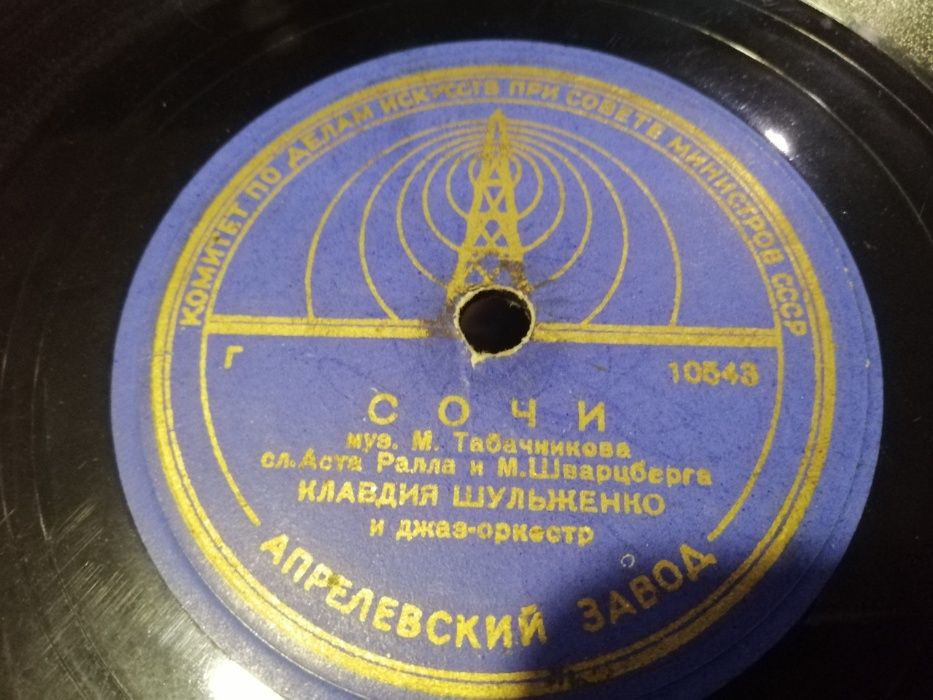 КОМИТЕТ ПО ДЕЛАМ ИСКУССТВ ПРИ СОВЕТЕ МИНИСТРОВ СССР
Г
10543
СОЧИ
муз. М. Табачникова
сл. Аста Ралла и М. Шварцберга
КЛАВДИЯ ШУЛЬЖЕНКО
и джаз-оркестр
АПРЕЛЕВСКИЙ ЗАВОД